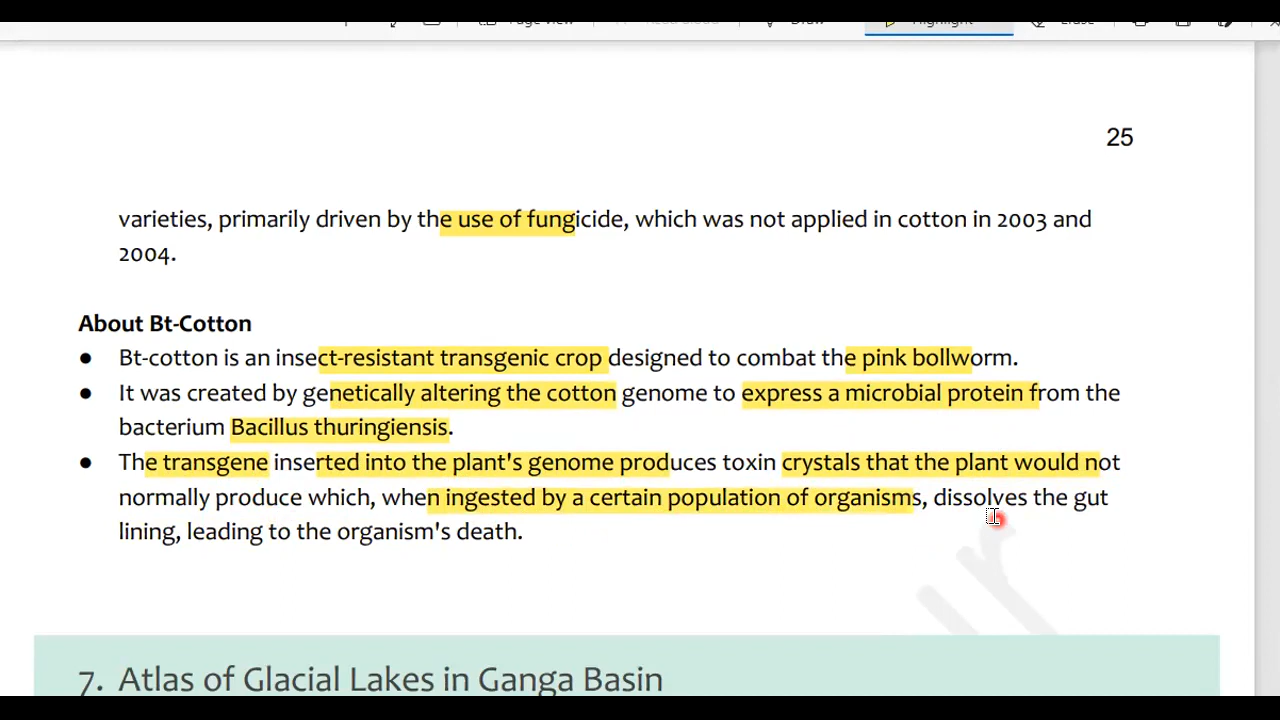 25
varieties, primarily driven by the use of fungicide, which was not applied in cotton in 2003 and
2004.
About Bt-Cotton
● Bt-cotton is an insect-resistant transgenic crop designed to combat the pink bollworm.
● It was created by genetically altering the cotton genome to express a microbial protein from the
bacterium Bacillus thuringiensis.
● The transgene inserted into the plant's genome produces toxin crystals that the plant would not
normally produce which, when ingested by a certain population of organisms, dissolves the gut
lining, leading to the organism's death.
7. Atlas of Glacial Lakes in Ganga Basin